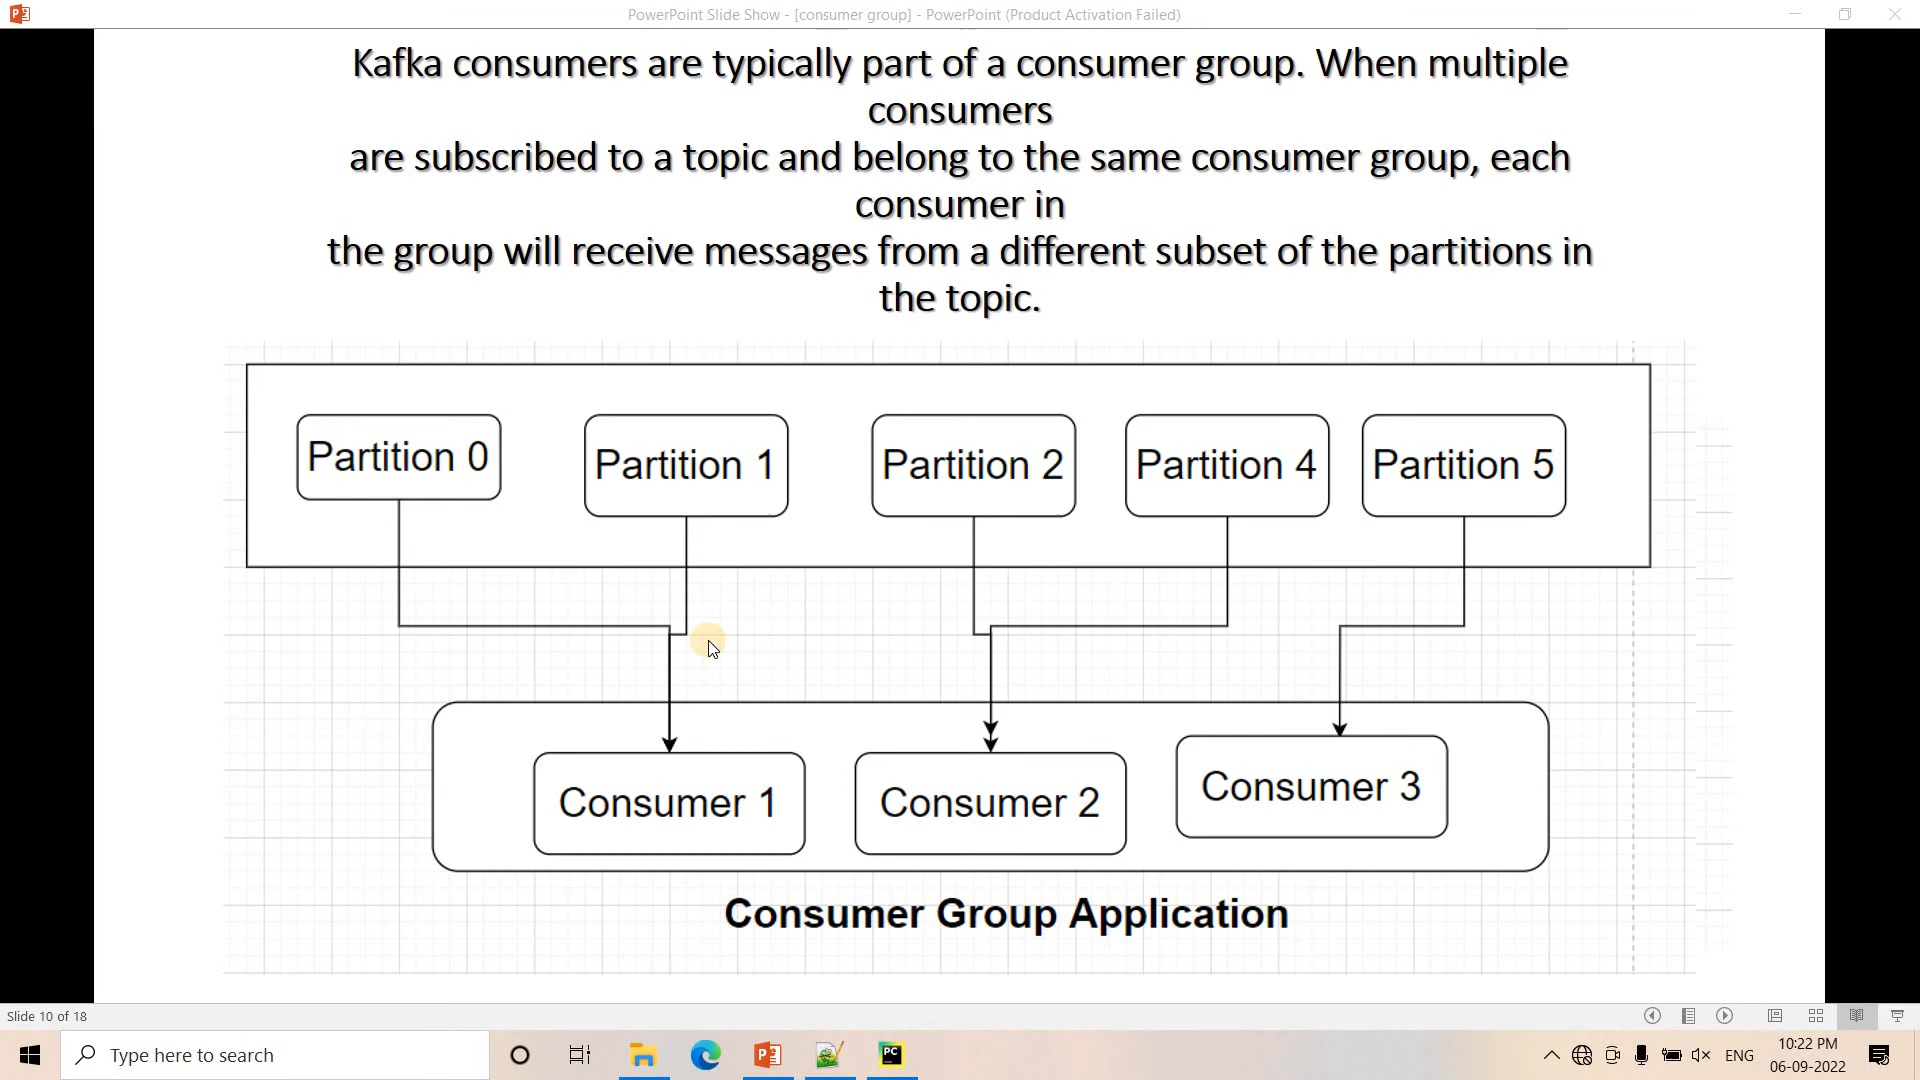 PowerPoint Slide Show - [consumer group] - PowerPoint (Product Activation Failed)
Kafka consumers are typically part of a consumer group. When multiple
consumers
are subscribed to a topic and belong to the same consumer group, each
consumer in
the group will receive messages from a different subset of the partitions in
the topic.
Partition 0
Partition 1
Partition 2
Partition 4
Partition 5
Consumer 1
Consumer 2
Consumer 3
Consumer Group Application
Slide 10 of 18
Type here to search
PC
ENG
10:22 PM
06-09-2022